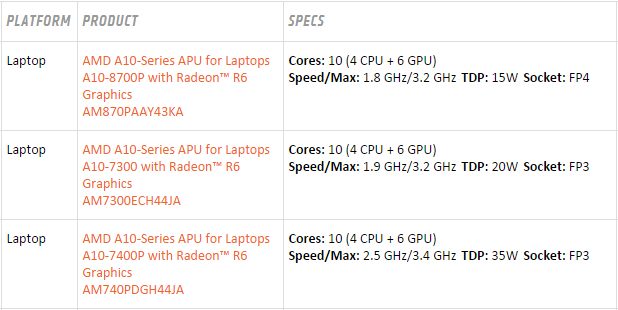 PLATFORM PRODUCT SPECS
Laptop AMD A10-Series APU for Laptops Cores: 10 (4 CPU + 6 GPU)
A10-8700P with Radeon™ R6 Speed/Max: 1.8 GHz/3.2 GHz TDP: 15W Socket: FP4
Graphics
AM870PAAY43KA
Laptop AMD A10-Series APU for Laptops Cores: 10 (4 CPU + 6 GPU)
A10-7300 with Radeon™ R6 Speed/Max: 1.9 GHz/3.2 GHz TDP: 20W Socket: FP3
Graphics
AM7300ECH44JA
Laptop AMD A10-Series APU for Laptops Cores: 10 (4 CPU + 6 GPU)
A10-7400P with Radeon™ R6 Speed/Max: 2.5 GHz/3.4 GHz TDP: 35W Socket: FP3
Graphics
AM740PDGH44JA